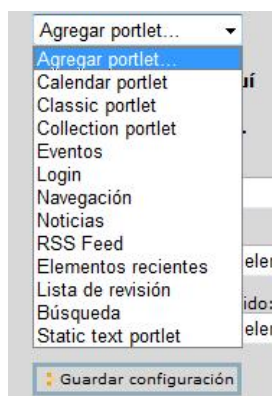 Agregar portlet...
Agregar portlet...
Calendar portlet
Classic portlet
Collection portlet
Eventos
Login
Navegación
Noticias
RSS Feed
Elementos recientes
Lista de revisión
Búsqueda
Static text portlet
Guardar configuración